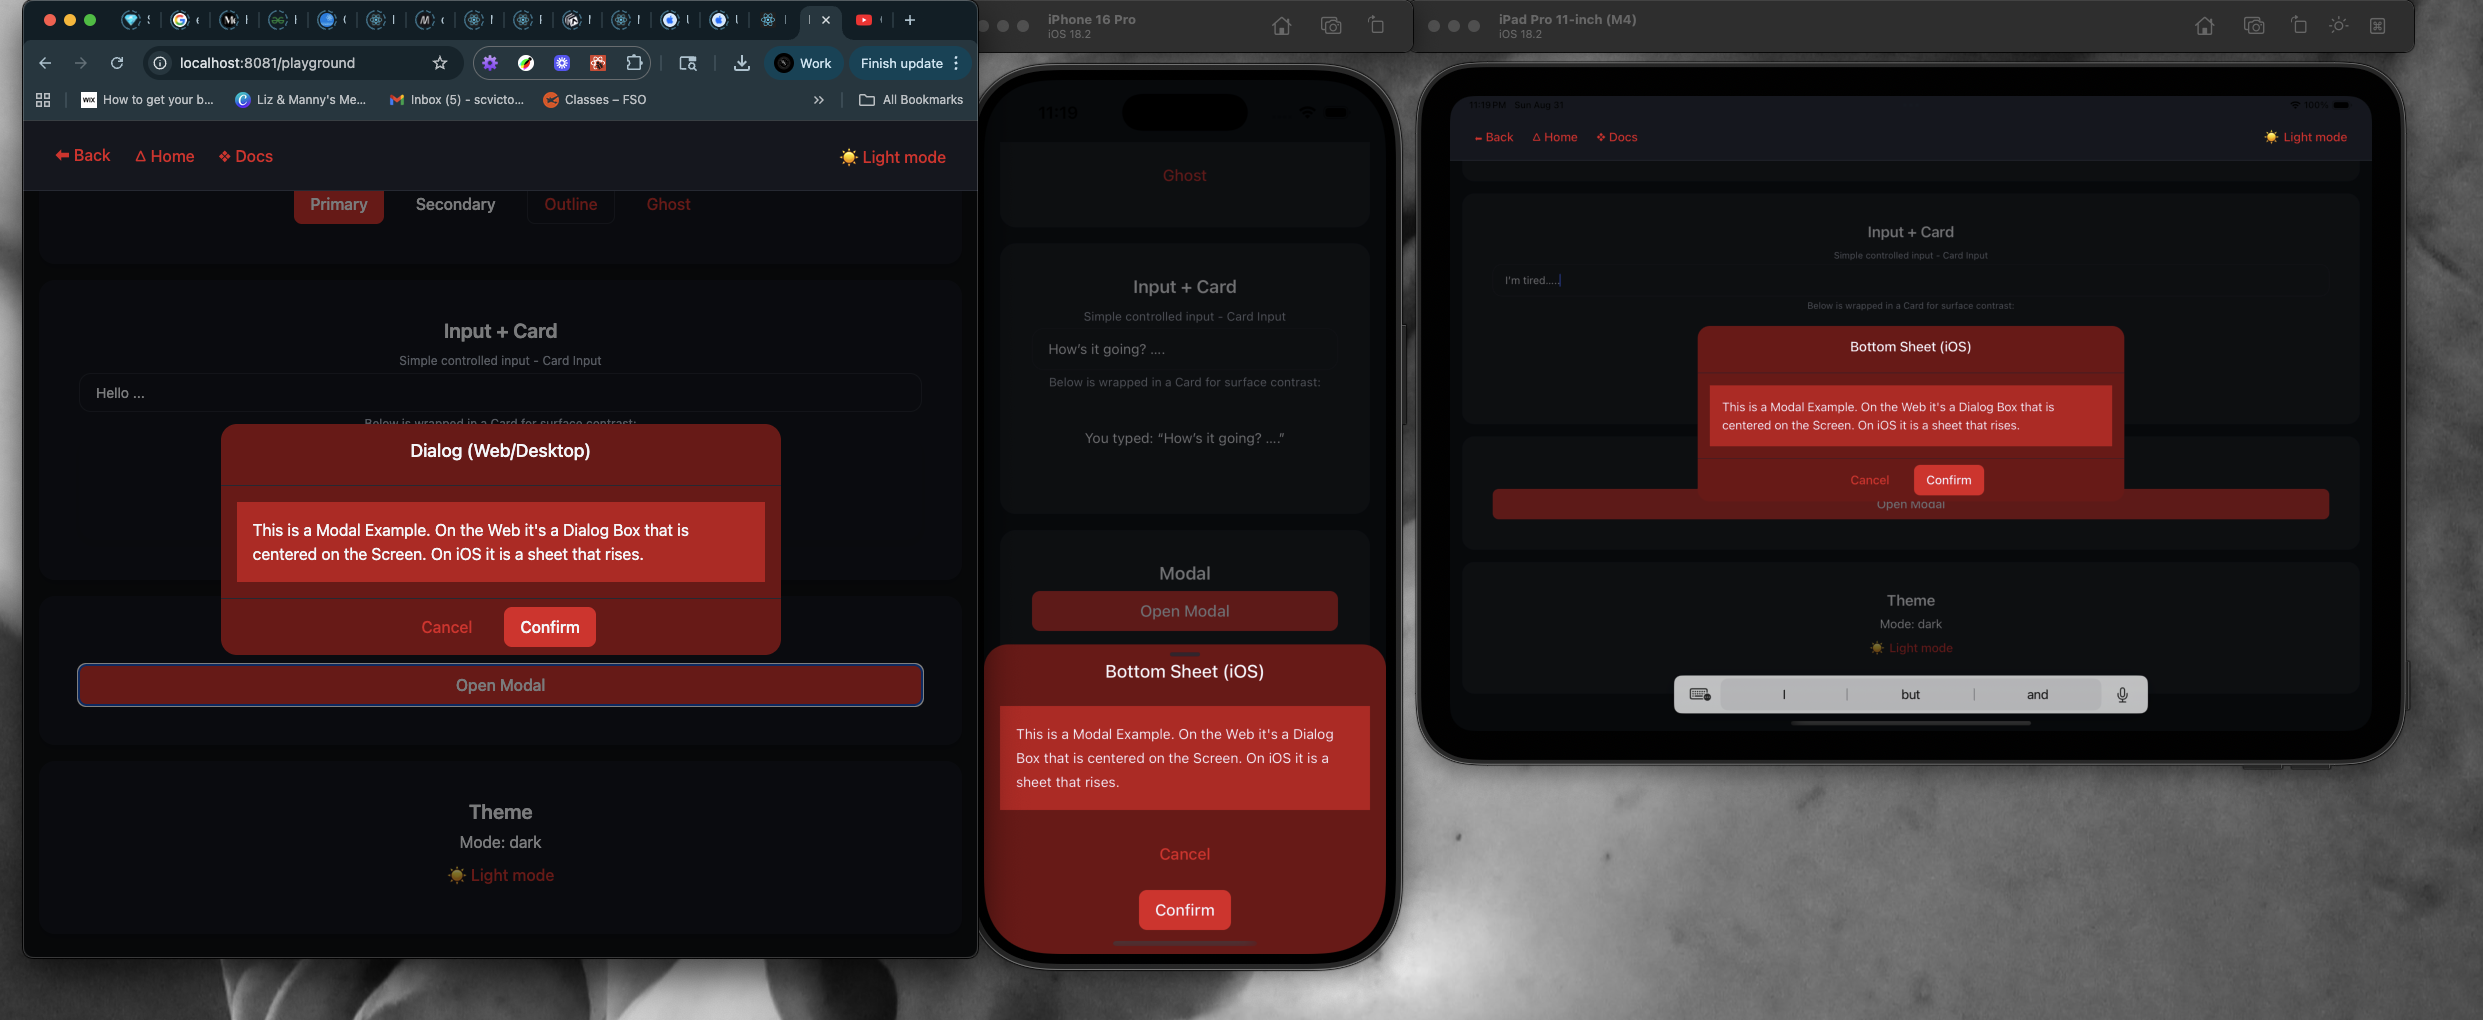 localhost:8081/playground
Work
Finish update
How to get your b...
Liz & Manny's Me...
Inbox (5) - scvicto...
Classes – FSO
All Bookmarks
Back
Home
Docs
Light mode
Primary
Secondary
Outline
Ghost
Input + Card
Simple controlled input - Card Input
Hello ...
Below is wrapped in a Card for surface contrast:
Dialog (Web/Desktop)
This is a Modal Example. On the Web it's a Dialog Box that is
centered on the Screen. On iOS it is a sheet that rises.
Cancel
Confirm
Open Modal
Theme
Mode: dark
Light mode
iPhone 16 Pro
iOS 18.2
11:19
Ghost
Input + Card
Simple controlled input - Card Input
How's it going? ....
Below is wrapped in a Card for surface contrast:
You typed: “How's it going? ....”
Modal
Open Modal
Bottom Sheet (iOS)
This is a Modal Example. On the Web it's a Dialog
Box that is centered on the Screen. On iOS it is a
sheet that rises.
Cancel
Confirm
iPad Pro 11-inch (M4)
iOS 18.2
Sun Aug 31
100%
Back
Home
Docs
Light mode
Input + Card
Simple controlled input - Card Input
I'm tired.....
Below is wrapped in a Card for surface contrast:
Bottom Sheet (iOS)
This is a Modal Example. On the Web it's a Dialog Box that is
centered on the Screen. On iOS it is a sheet that rises.
Cancel
Confirm
Open Modal
Theme
Mode: dark
Light mode
I
but
and